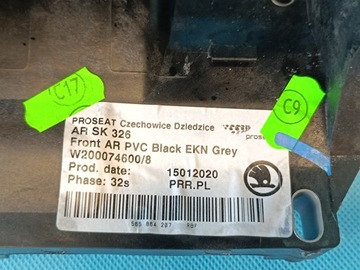 C17
C9
PROSEAT Czechowice Dziedzice
proseat
AR SK 326
Front AR PVC Black EKN Grey
W200074600/8
Prod. date: 15012020
Phase: 32s PRR.PL